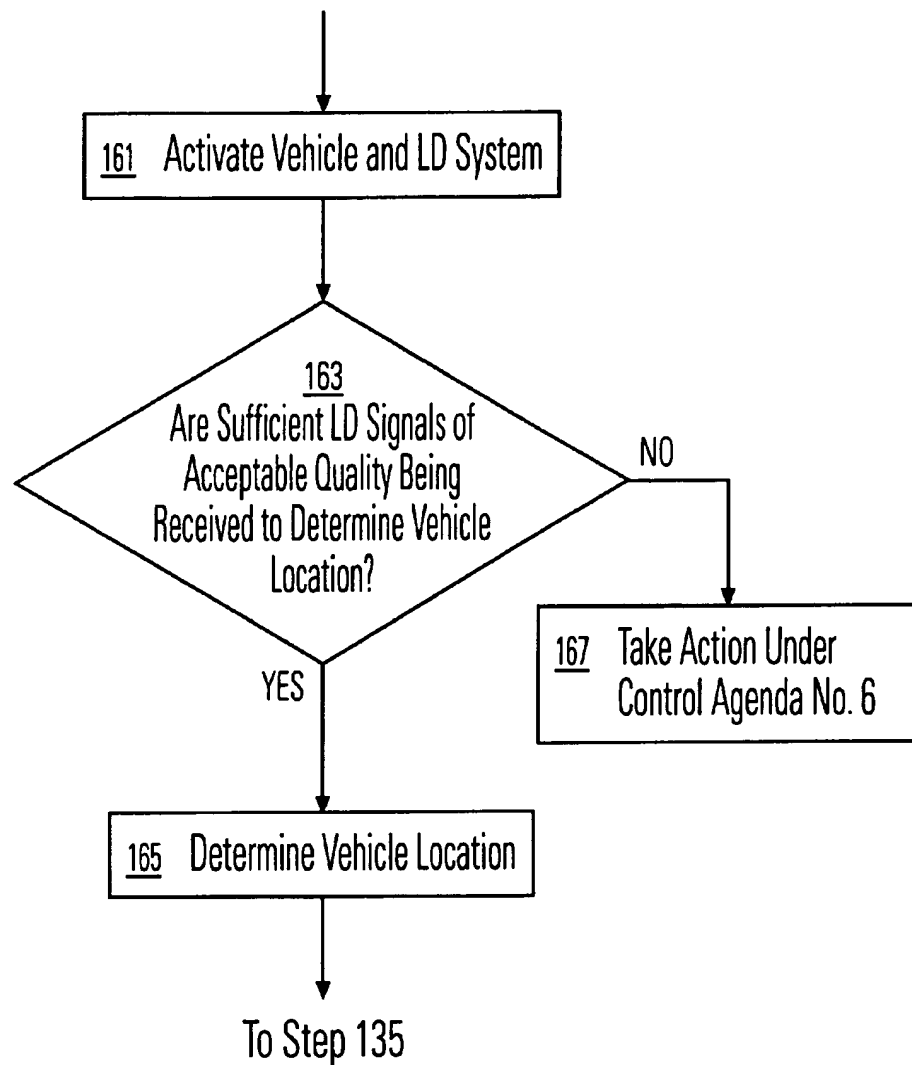 161 Activate Vehicle and LD System
163
Are Sufficient LD Signals of
Acceptable Quality Being
Received to Determine Vehicle
Location?
NO
167 Take Action Under
Control Agenda No. 6
YES
165 Determine Vehicle Location
To Step 135